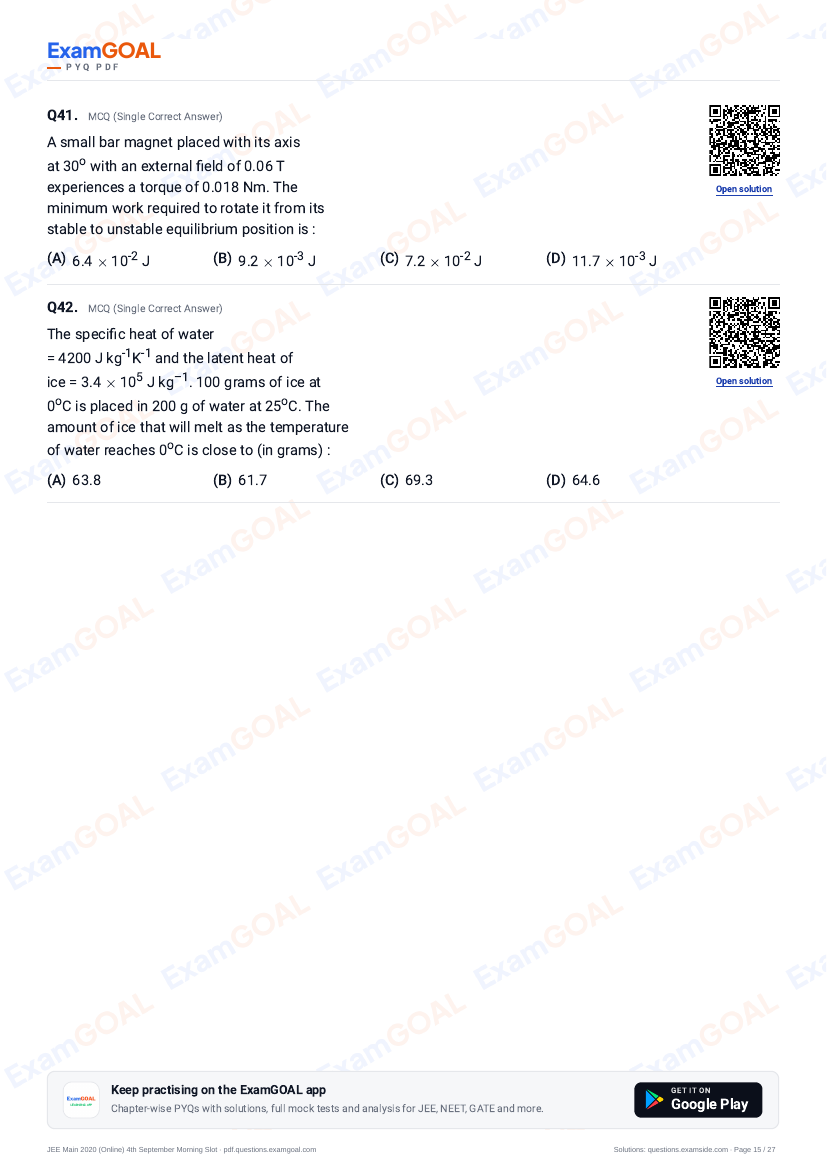 ExamGOAL
PYQ PDF
Q41. MCQ (Single Correct Answer)
A small bar magnet placed with its axis
at 30º with an external field of 0.06 T
experiences a torque of 0.018 Nm. The
minimum work required to rotate it from its
stable to unstable equilibrium position is :
(A) 6.4 × 10⁻² J (B) 9.2 × 10⁻³ J (C) 7.2 × 10⁻² J (D) 11.7 × 10⁻³ J
Open solution
Q42. MCQ (Single Correct Answer)
The specific heat of water
= 4200 J kg⁻¹K⁻¹ and the latent heat of
ice = 3.4 × 10⁵ J kg⁻¹. 100 grams of ice at
0ºC is placed in 200 g of water at 25ºC. The
amount of ice that will melt as the temperature
of water reaches 0ºC is close to (in grams) :
(A) 63.8 (B) 61.7 (C) 69.3 (D) 64.6
Open solution
Keep practising on the ExamGOAL app
Chapter-wise PYQs with solutions, full mock tests and analysis for JEE, NEET, GATE and more.
GET IT ON
Google Play
JEE Main 2020 (Online) 4th September Morning Slot · pdf.questions.examgoal.com
Solutions: questions.examside.com · Page 15 / 27